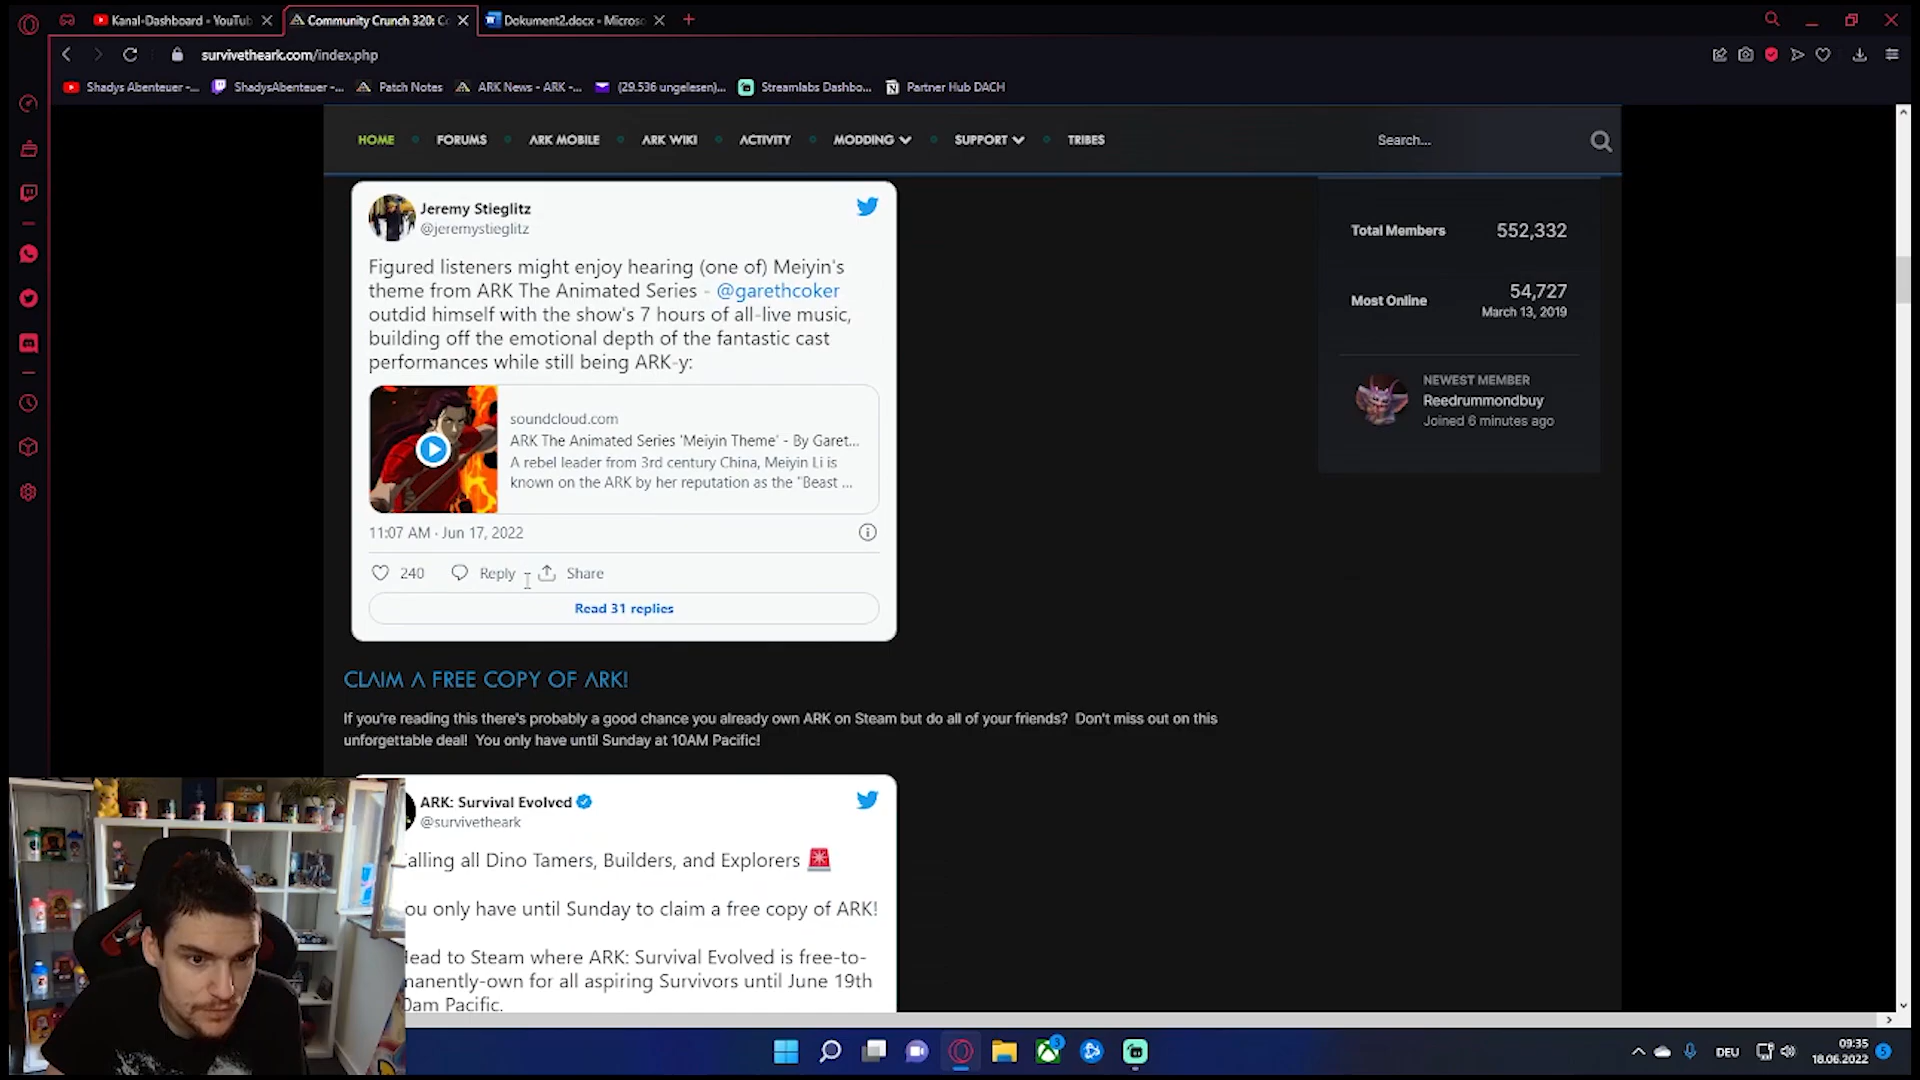 Kanal-Dashboard - YouTub
Community Crunch 320: Co
Dokument2.docx - Microso
survivetheark.com/index.php
Shadys Abenteuer -...
ShadysAbenteuer -...
Patch Notes
ARK News - ARK -...
(29.536 ungelesen)...
Streamlabs Dashbo...
Partner Hub DACH
HOME
FORUMS
ARK MOBILE
ARK WIKI
ACTIVITY
MODDING
SUPPORT
TRIBES
Search...
Jeremy Stieglitz
@jeremystieglitz
Figured listeners might enjoy hearing (one of) Meiyin's
theme from ARK The Animated Series - @garethcoker
outdid himself with the show's 7 hours of all-live music,
building off the emotional depth of the fantastic cast
performances while still being ARK-y:
soundcloud.com
ARK The Animated Series 'Meiyin Theme' - By Garet...
A rebel leader from 3rd century China, Meiyin Li is
known on the ARK by her reputation as the "Beast ...
11:07 AM · Jun 17, 2022
240
Reply
Share
Read 31 replies
Total Members
552,332
Most Online
54,727
March 13, 2019
NEWEST MEMBER
Reedrummondbuy
Joined 6 minutes ago
CLAIM A FREE COPY OF ARK!
If you're reading this there's probably a good chance you already own ARK on Steam but do all of your friends? Don't miss out on this
unforgettable deal! You only have until Sunday at 10AM Pacific!
ARK: Survival Evolved
@survivetheark
alling all Dino Tamers, Builders, and Explorers
ou only have until Sunday to claim a free copy of ARK!
ead to Steam where ARK: Survival Evolved is free-to-
manently-own for all aspiring Survivors until June 19th
0am Pacific.
3
DEU
09:35
18.06.2022
5